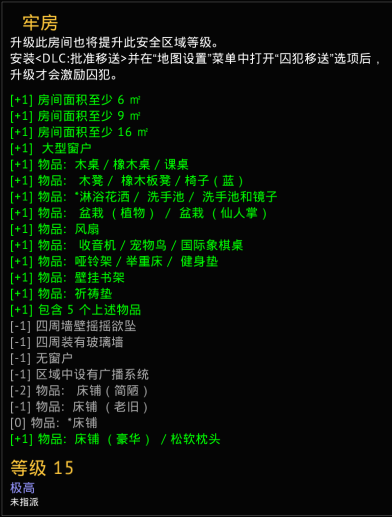 牢房
升级此房间也将提升此安全区域等级。
安装<DLC:批准移送>并在“地图设置”菜单中打开“囚犯移送”选项后，
升级才会激励囚犯。
[+1] 房间面积至少 6 ㎡
[+1] 房间面积至少 9 ㎡
[+1] 房间面积至少 16 ㎡
[+1] 大型窗户
[+1] 物品: 木桌 / 橡木桌 / 课桌
[+1] 物品: 木凳 / 橡木板凳 / 椅子（蓝）
[+1] 物品: *淋浴花洒 / 洗手池 / 洗手池和镜子
[+1] 物品: 盆栽 （植物） / 盆栽 （仙人掌）
[+1] 物品: 风扇
[+1] 物品: 收音机 / 宠物鸟 / 国际象棋桌
[+1] 物品: 哑铃架 / 举重床 / 健身垫
[+1] 物品: 壁挂书架
[+1] 物品: 祈祷垫
[+1] 包含 5 个上述物品
[-1] 四周墙壁摇摇欲坠
[-1] 四周装有玻璃墙
[-1] 无窗户
[-1] 区域中设有广播系统
[-2] 物品: 床铺（简陋）
[-1] 物品: 床铺 （老旧）
[0] 物品: *床铺
[+1] 物品: 床铺 （豪华） / 松软枕头
等级 15
极高
未指派